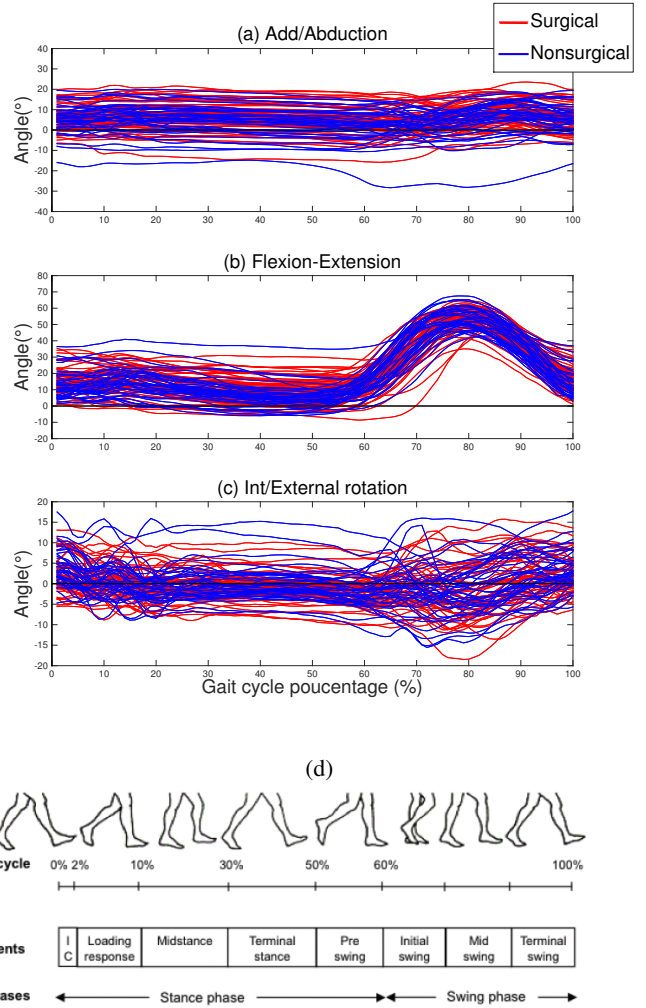 Surgical
Nonsurgical
(a) Add/Abduction
Angle(°)
40
30
20
10
0
-10
-20
-30
-40
0 10 20 30 40 50 60 70 80 90 100
(b) Flexion-Extension
Angle(°)
80
70
60
50
40
30
20
10
0
-10
-20
0 10 20 30 40 50 60 70 80 90 100
(c) Int/External rotation
Angle(°)
20
15
10
5
0
-5
-10
-15
-20
0 10 20 30 40 50 60 70 80 90 100
Gait cycle poucentage (%)
(d)
cycle 0% 2% 10% 30% 50% 60% 100%
ents
I C
Loading response
Midstance
Terminal stance
Pre swing
Initial swing
Mid swing
Terminal swing
ases
Stance phase
Swing phase